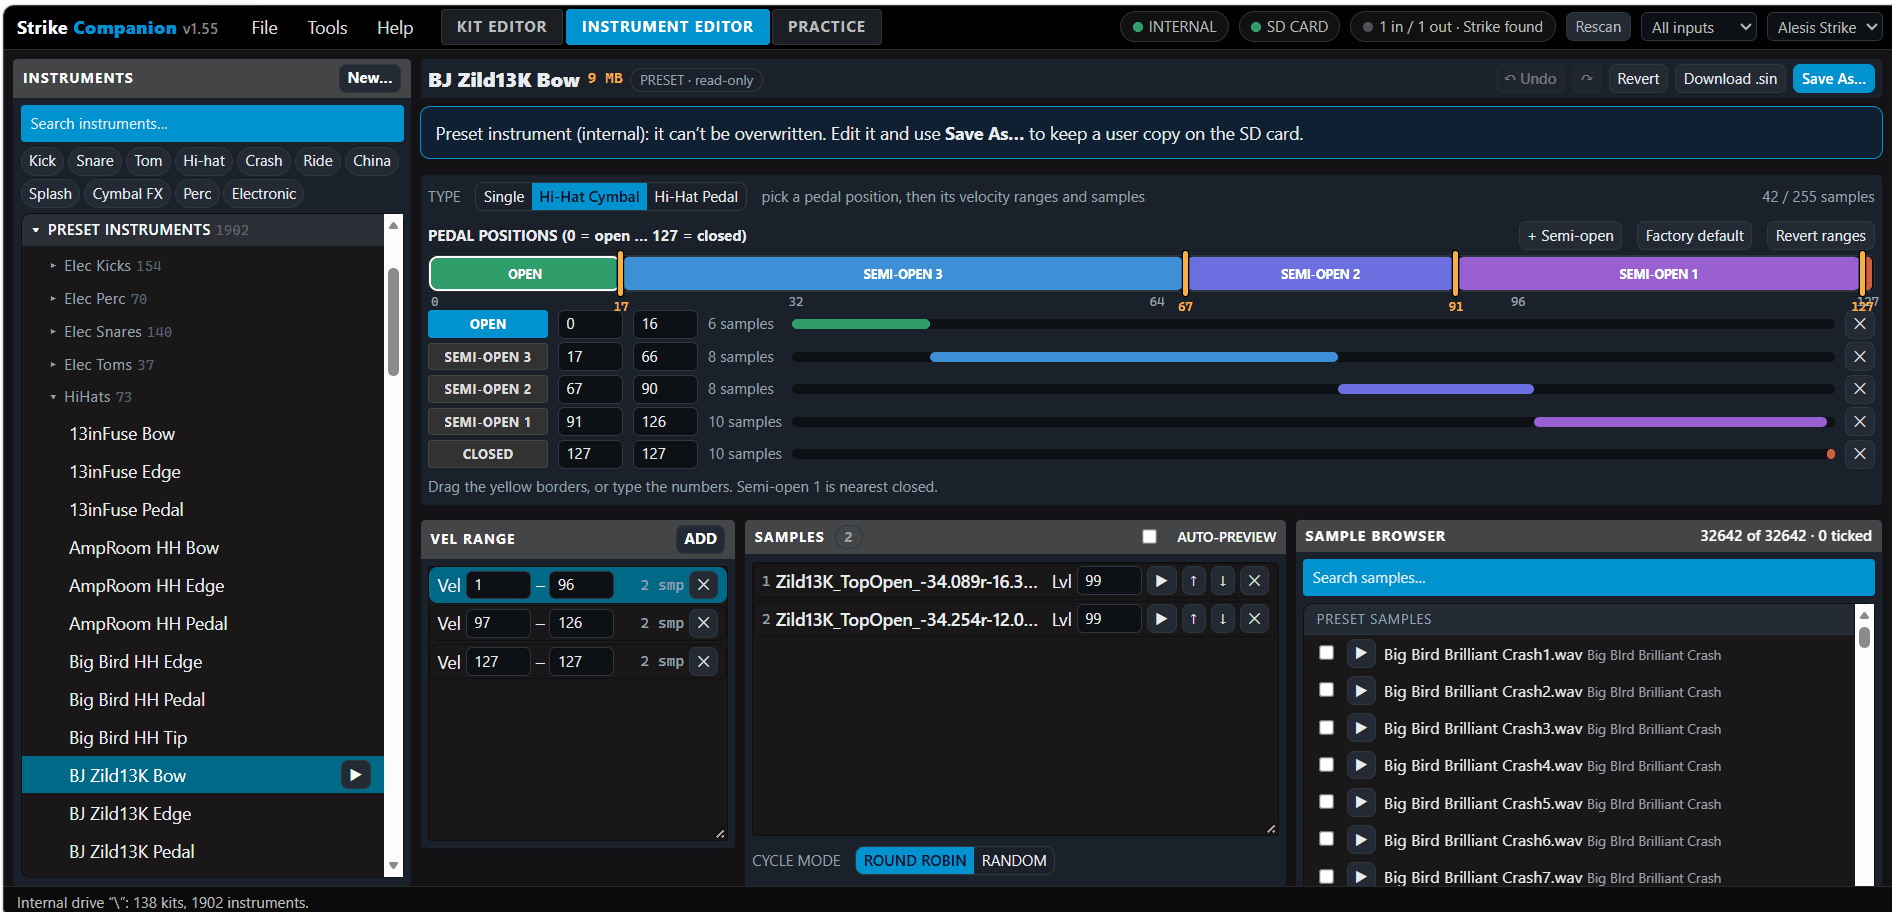 Strike Companion v1.55 File Tools Help KIT EDITOR INSTRUMENT EDITOR PRACTICE INTERNAL SD CARD 1 in / 1 out · Strike found Rescan All inputs Alesis Strike
INSTRUMENTS New...
Search instruments...
Kick Snare Tom Hi-hat Crash Ride China
Splash Cymbal FX Perc Electronic
PRESET INSTRUMENTS 1902
Elec Kicks 154
Elec Perc 70
Elec Snares 140
Elec Toms 37
HiHats 73
13inFuse Bow
13inFuse Edge
13inFuse Pedal
AmpRoom HH Bow
AmpRoom HH Edge
AmpRoom HH Pedal
Big Bird HH Edge
Big Bird HH Pedal
Big Bird HH Tip
BJ Zild13K Bow
BJ Zild13K Edge
BJ Zild13K Pedal
BJ Zild13K Bow 9 MB PRESET · read-only Undo Revert Download .sin Save As...
Preset instrument (internal): it can't be overwritten. Edit it and use Save As... to keep a user copy on the SD card.
TYPE Single Hi-Hat Cymbal Hi-Hat Pedal pick a pedal position, then its velocity ranges and samples 42 / 255 samples
PEDAL POSITIONS (0 = open ... 127 = closed) + Semi-open Factory default Revert ranges
OPEN SEMI-OPEN 3 SEMI-OPEN 2 SEMI-OPEN 1
0 32 64 96 127
17 67 91 127
OPEN 0 16 6 samples
SEMI-OPEN 3 17 66 8 samples
SEMI-OPEN 2 67 90 8 samples
SEMI-OPEN 1 91 126 10 samples
CLOSED 127 127 10 samples
Drag the yellow borders, or type the numbers. Semi-open 1 is nearest closed.
VEL RANGE ADD
Vel 1 – 96 2 smp
Vel 97 – 126 2 smp
Vel 127 – 127 2 smp
SAMPLES 2 AUTO-PREVIEW
1 Zild13K_TopOpen_-34.089r-16.3... Lvl 99
2 Zild13K_TopOpen_-34.254r-12.0... Lvl 99
CYCLE MODE ROUND ROBIN RANDOM
SAMPLE BROWSER 32642 of 32642 · 0 ticked
Search samples...
PRESET SAMPLES
Big Bird Brilliant Crash1.wav Big BIrd Brilliant Crash
Big Bird Brilliant Crash2.wav Big BIrd Brilliant Crash
Big Bird Brilliant Crash3.wav Big BIrd Brilliant Crash
Big Bird Brilliant Crash4.wav Big BIrd Brilliant Crash
Big Bird Brilliant Crash5.wav Big BIrd Brilliant Crash
Big Bird Brilliant Crash6.wav Big BIrd Brilliant Crash
Big Bird Brilliant Crash7.wav Big BIrd Brilliant Crash
Internal drive "\": 138 kits, 1902 instruments.